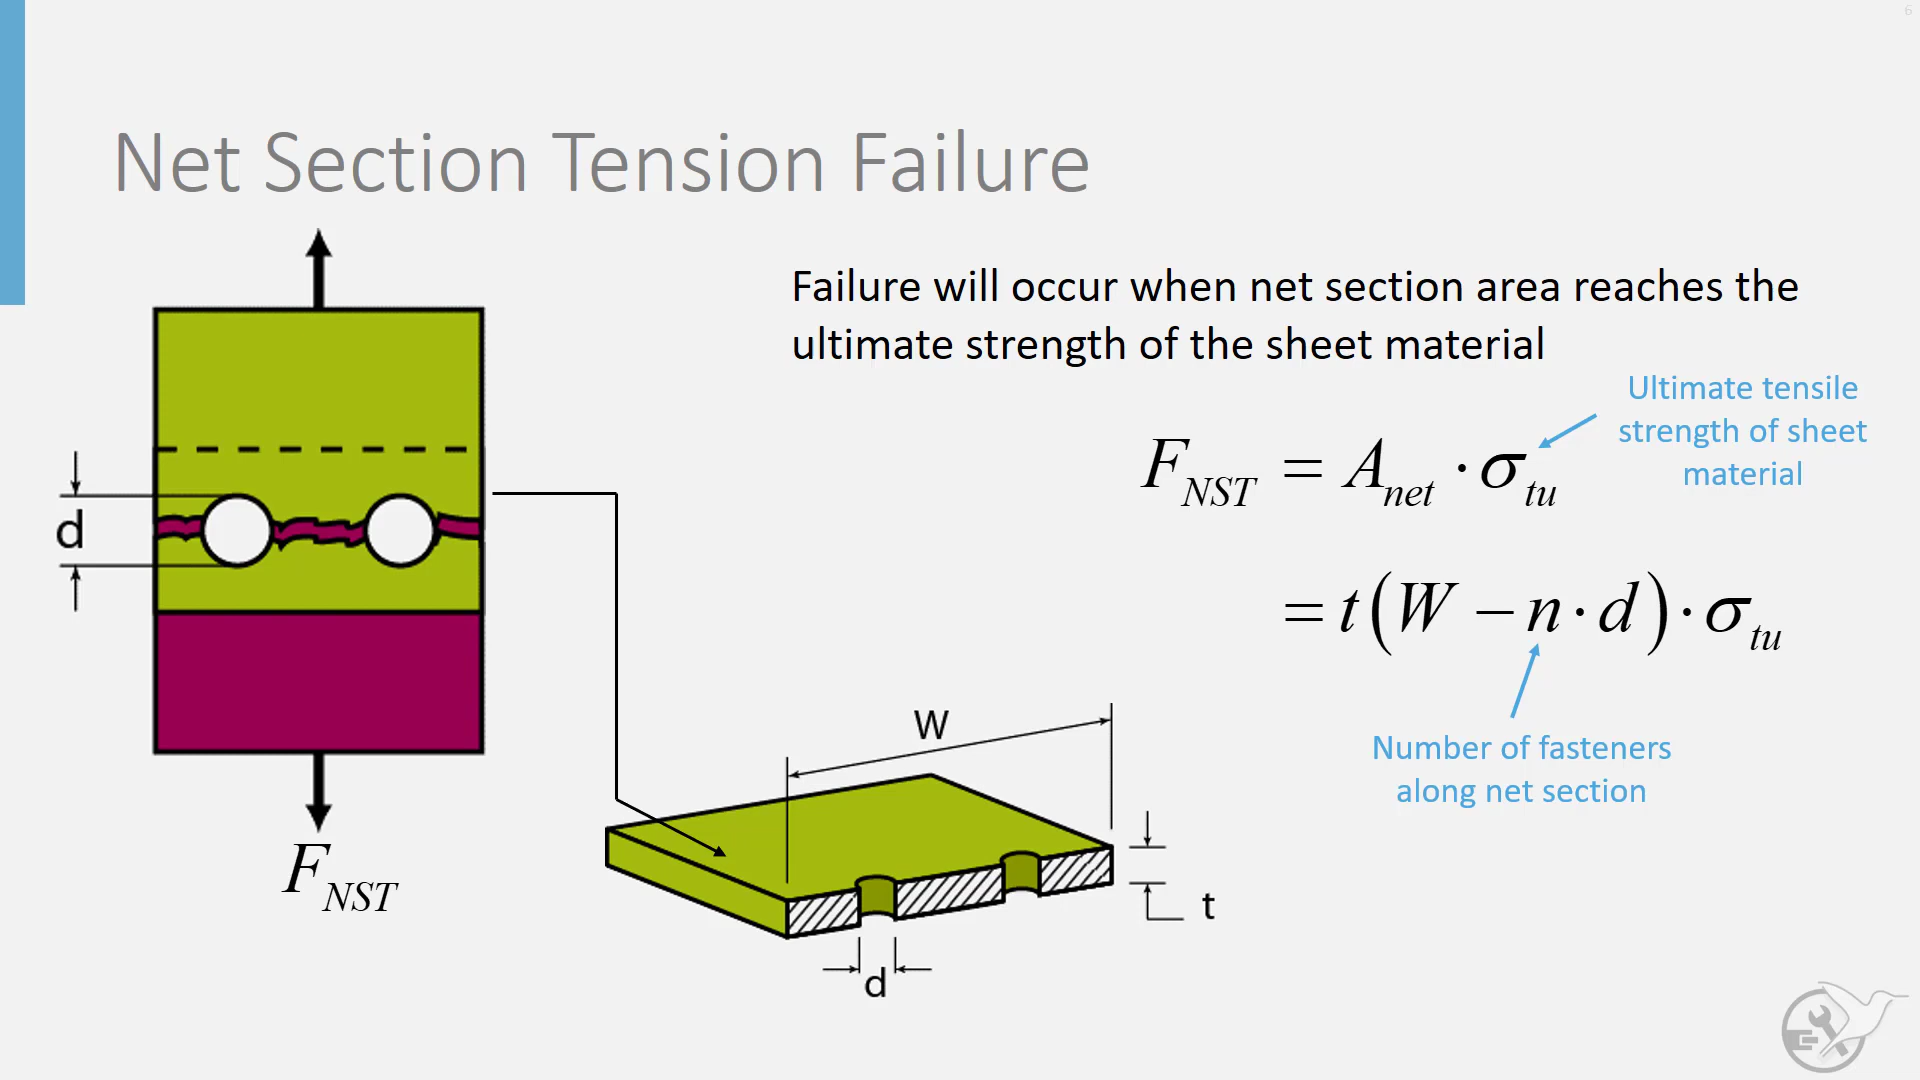 6
Net Section Tension Failure
Failure will occur when net section area reaches the
ultimate strength of the sheet material
Ultimate tensile
strength of sheet
material
F_NST = A_net · σ_tu
= t(W − n · d) · σ_tu
Number of fasteners
along net section
d
F_NST
W
t
d